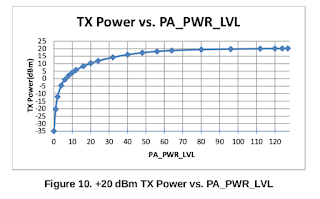 TX Power vs. PA_PWR_LVL
TX Power(dBm)
25
20
15
10
5
0
-5
-10
-15
-20
-25
-30
-35
0 10 20 30 40 50 60 70 80 90 100 110 120
PA_PWR_LVL
Figure 10. +20 dBm TX Power vs. PA_PWR_LVL